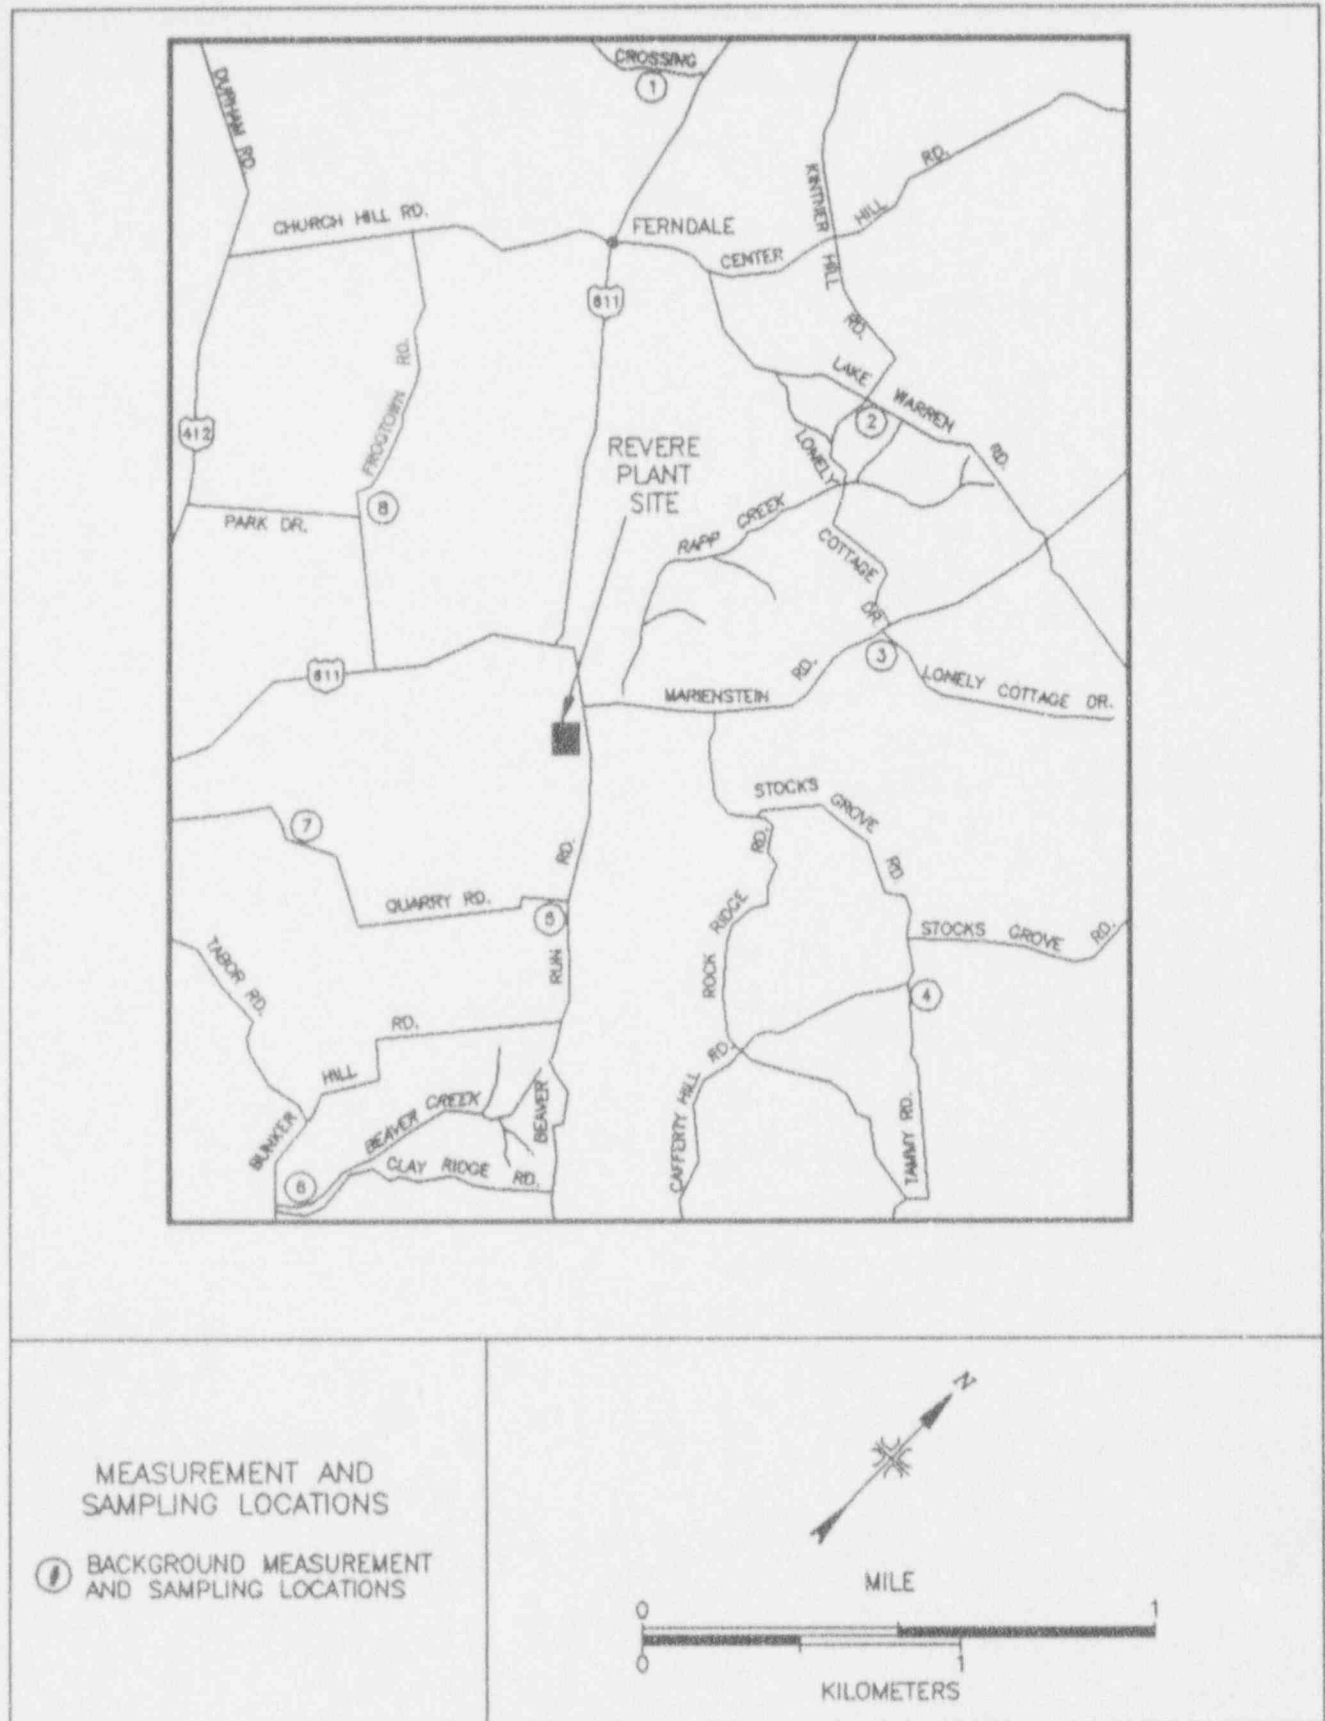 CROSSING
1
DURHAM RD.
CHURCH HILL RD.
FERNDALE
KINTNER HILL RD.
CENTER HILL RD.
611
412
FROGTOWN RD.
LAKE WARREN RD.
2
REVERE
PLANT
SITE
LONELY COTTAGE DR.
RAPP CREEK
8
PARK DR.
611
3
MARIENSTEIN RD.
LONELY COTTAGE DR.
STOCKS GROVE RD.
7
QUARRY RD.
5
ROCK RIDGE RD.
STOCKS GROVE RD.
TABOR RD.
4
BUNKER HILL RD.
BEAVER RUN RD.
BEAVER CREEK
CLAY RIDGE RD.
6
CAFFERTY HILL RD.
TAMMY RD.
MEASUREMENT AND
SAMPLING LOCATIONS
BACKGROUND MEASUREMENT
AND SAMPLING LOCATIONS
N
MILE
0 1
0 1
KILOMETERS